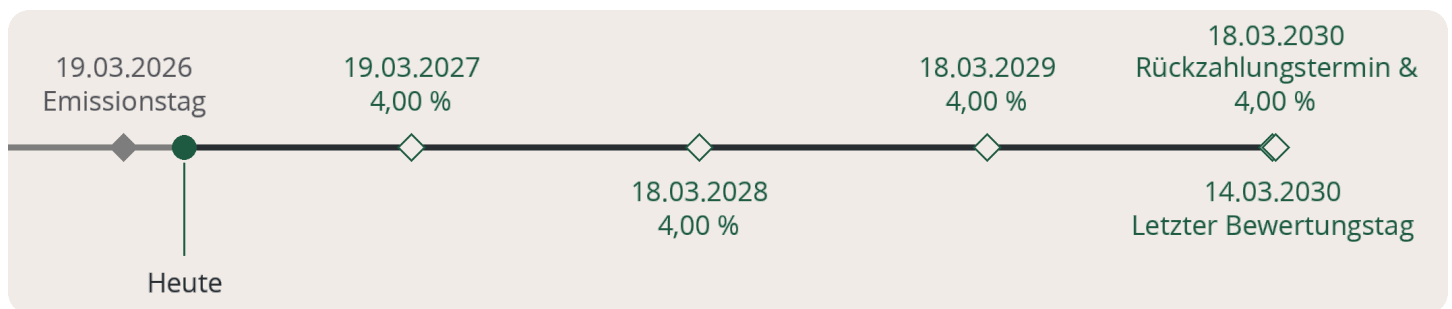 19.03.2026
Emissionstag
19.03.2027
4,00 %
18.03.2029
4,00 %
18.03.2030
Rückzahlungstermin &
4,00 %
18.03.2028
4,00 %
14.03.2030
Letzter Bewertungstag
Heute